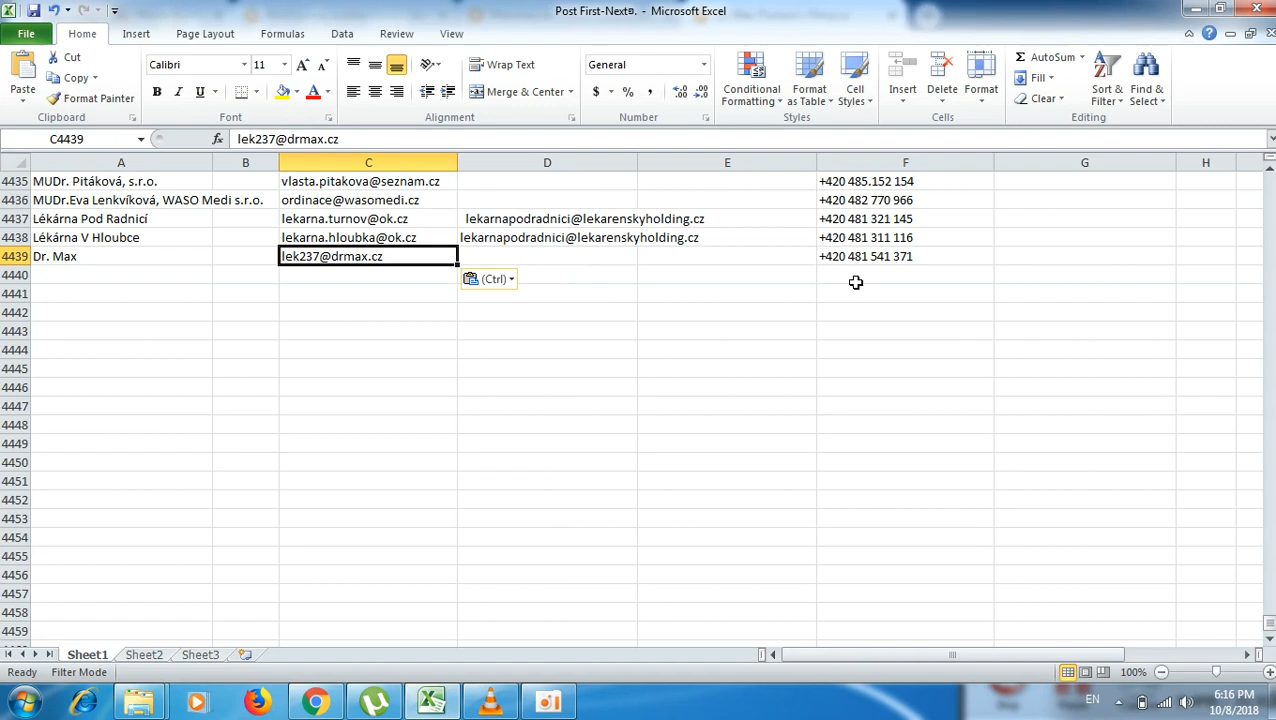 Post First-Next9. - Microsoft Excel
File Home Insert Page Layout Formulas Data Review View
Paste
Cut
Copy
Format Painter
Clipboard
Calibri 11
B I U
Font
Wrap Text
Merge & Center
Alignment
General
$ % ,
Number
Conditional Formatting
Format as Table
Cell Styles
Styles
Insert
Delete
Format
Cells
AutoSum
Fill
Clear
Sort & Filter
Find & Select
Editing
C4439 fx lek237@drmax.cz
A B C D E F G H
4435 MUDr. Pitáková, s.r.o. vlasta.pitakova@seznam.cz +420 485.152 154
4436 MUDr.Eva Lenkvíková, WASO Medi s.r.o. ordinace@wasomedi.cz +420 482 770 966
4437 Lékárna Pod Radnicí lekarna.turnov@ok.cz lekarnapodradnici@lekarenskyholding.cz +420 481 321 145
4438 Lékárna V Hloubce lekarna.hloubka@ok.cz lekarnapodradnici@lekarenskyholding.cz +420 481 311 116
4439 Dr. Max lek237@drmax.cz +420 481 541 371
4440
(Ctrl)
4441
4442
4443
4444
4445
4446
4447
4448
4449
4450
4451
4452
4453
4454
4455
4456
4457
4458
4459
Sheet1 Sheet2 Sheet3
Ready Filter Mode 100%
EN 6:16 PM
10/8/2018